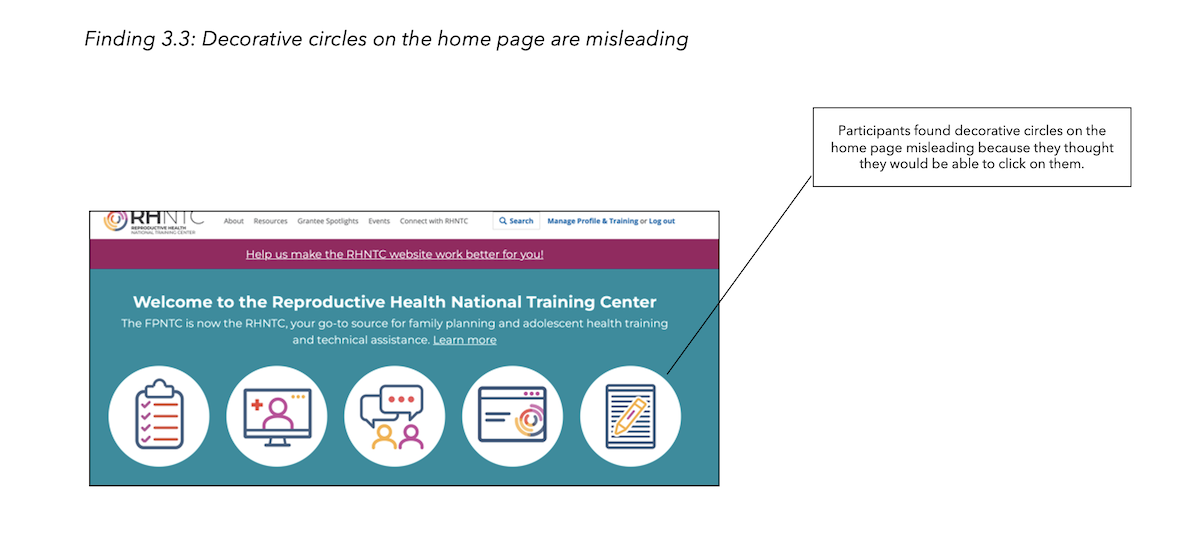 Finding 3.3: Decorative circles on the home page are misleading
Participants found decorative circles on the
home page misleading because they thought
they would be able to click on them.
RHNTC
REPRODUCTIVE HEALTH
NATIONAL TRAINING CENTER
About Resources Grantee Spotlights Events Connect with RHNTC Search Manage Profile & Training or Log out
Help us make the RHNTC website work better for you!
Welcome to the Reproductive Health National Training Center
The FPNTC is now the RHNTC, your go-to source for family planning and adolescent health training
and technical assistance. Learn more